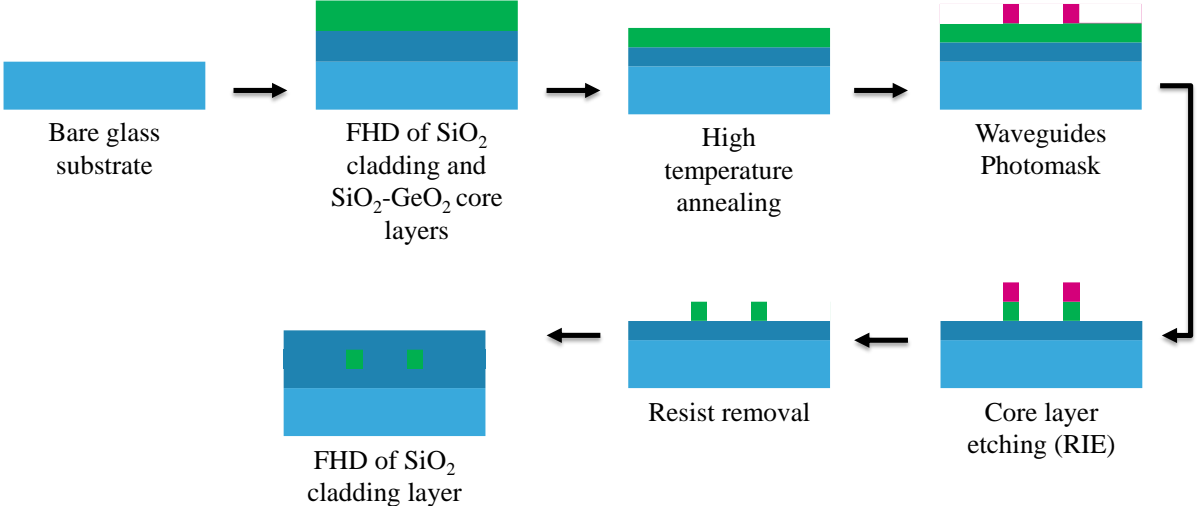 Bare glass
substrate
FHD of SiO₂
cladding and
SiO₂-GeO₂ core
layers
High
temperature
annealing
Waveguides
Photomask
Core layer
etching (RIE)
Resist removal
FHD of SiO₂
cladding layer